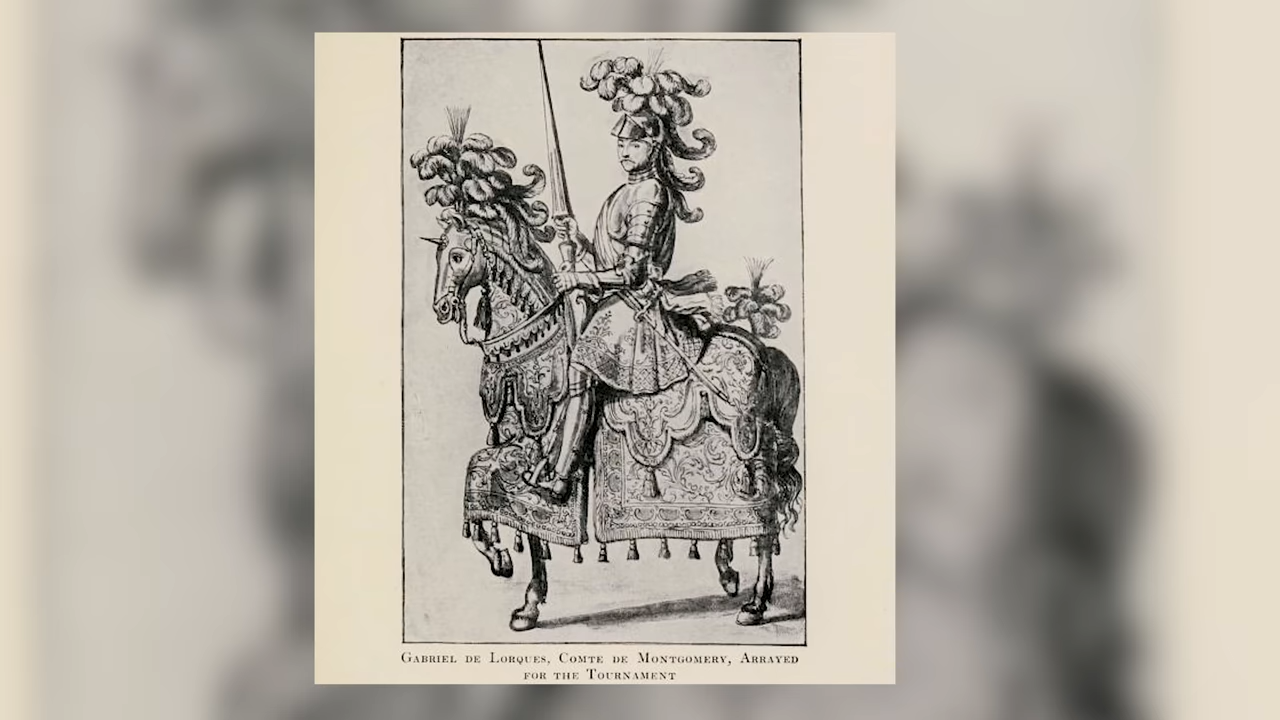 GABRIEL DE LORQUES, COMTE DE MONTGOMERY, ARRAYED
FOR THE TOURNAMENT